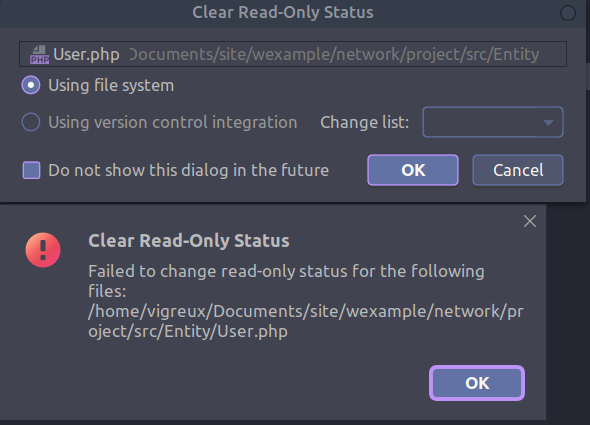 Clear Read-Only Status
PHP User.php Documents/site/wexample/network/project/src/Entity
Using file system
Using version control integration Change list:
Do not show this dialog in the future OK Cancel
Clear Read-Only Status
Failed to change read-only status for the following
files:
/home/vigreux/Documents/site/wexample/network/pr
oject/src/Entity/User.php
OK